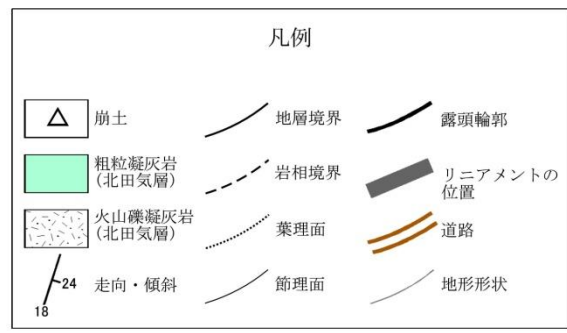 凡例
崩土
地層境界
露頭輪郭
粗粒凝灰岩
(北田気層)
岩相境界
リニアメントの
位置
火山礫凝灰岩
(北田気層)
葉理面
道路
24
18
走向・傾斜
節理面
地形形状